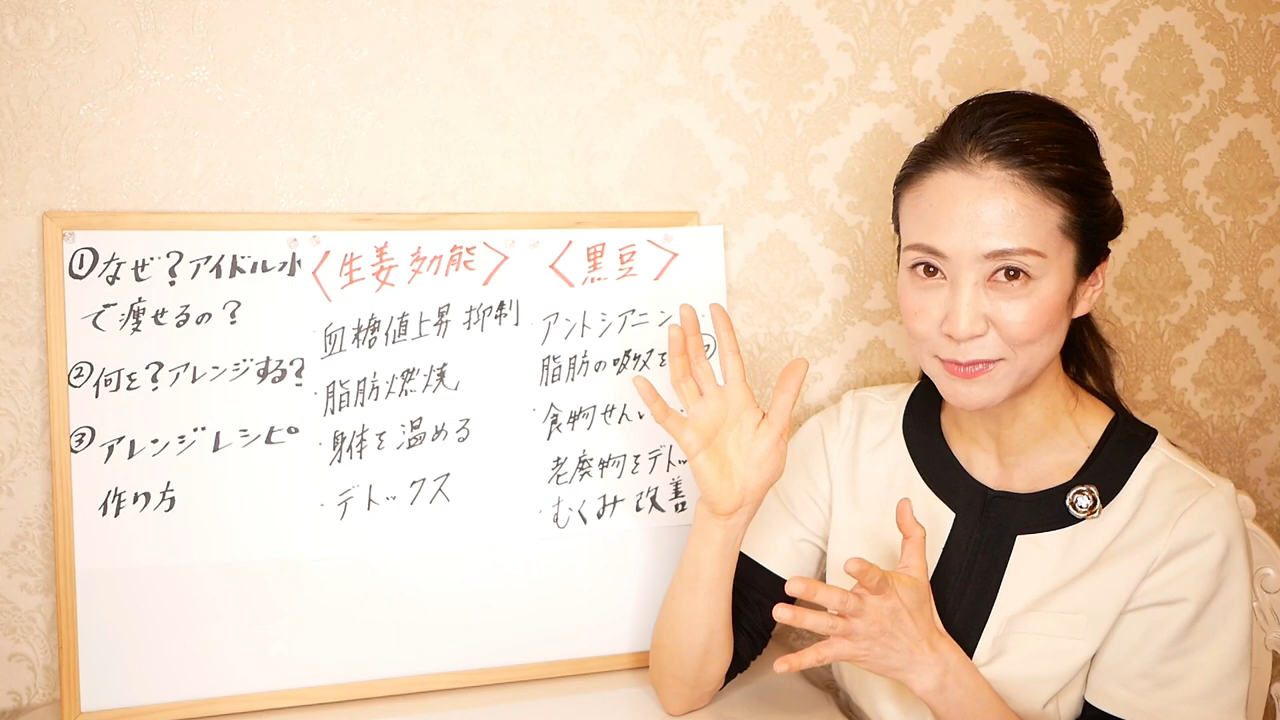 ①なぜ?アイドル水
で痩せるの?
②何を?アレンジする?
③アレンジレシピ
作り方
〈生姜効能〉
・血糖値上昇抑制
・脂肪燃焼
・身体を温める
・デトックス
〈黒豆〉
アントシアニン
脂肪の吸収を
・食物せんい
老廃物をデトッ
・むくみ改善